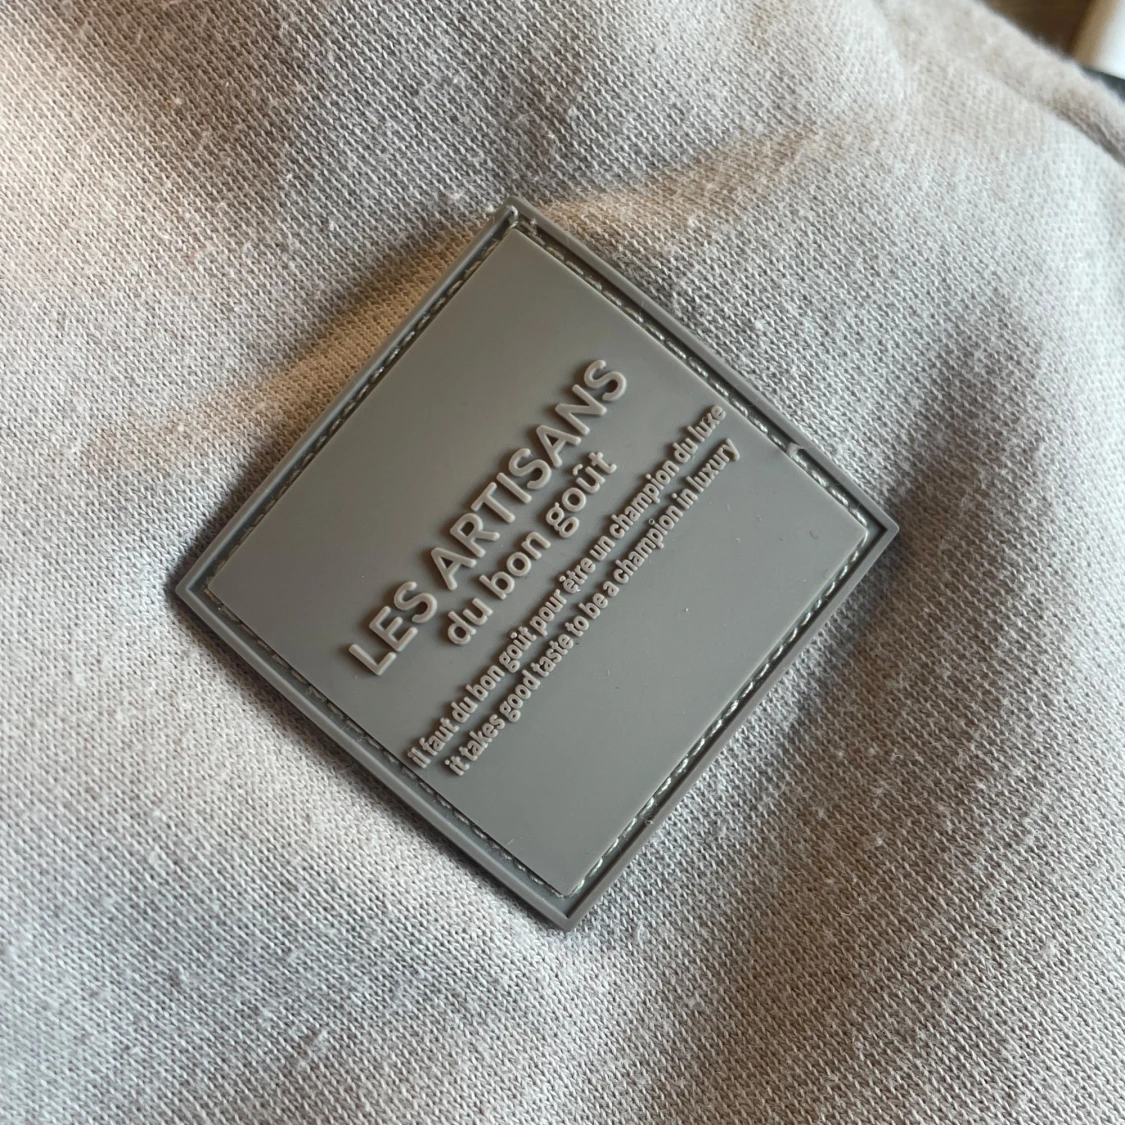 LES ARTISANS
du bon goût
il faut du bon goût pour être un champion du luxe
it takes good taste to be a champion in luxury